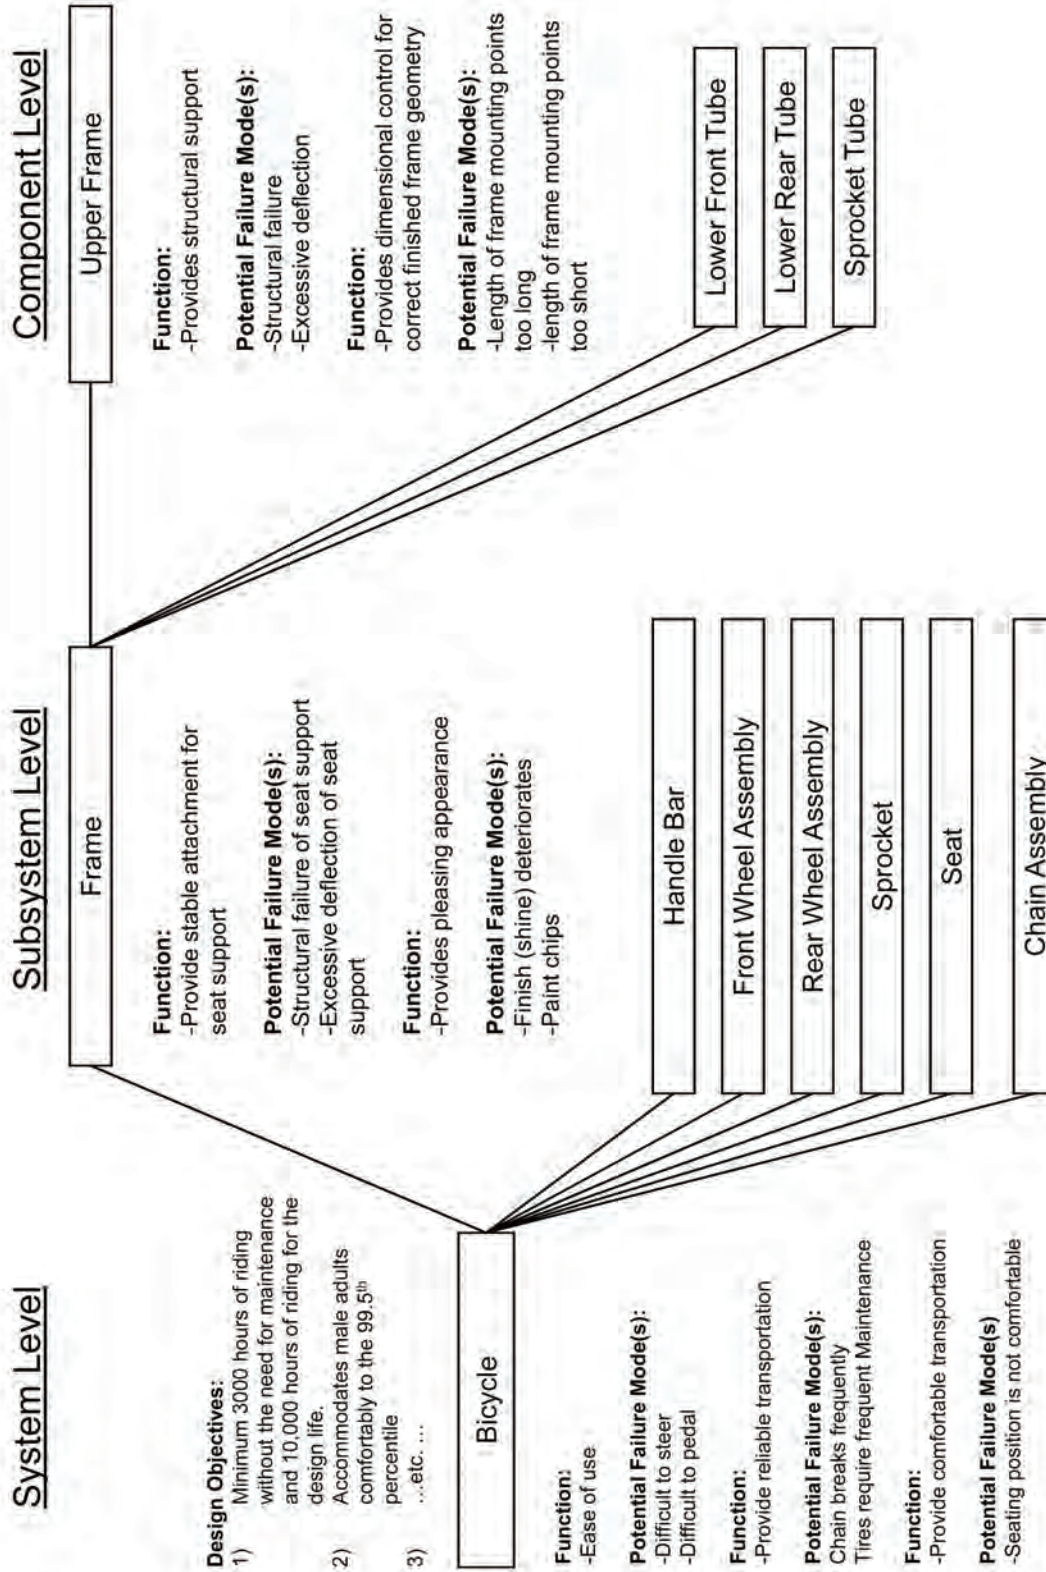 System Level
Design Objectives:
1) Minimum 3000 hours of riding
without the need for maintenance
and 10,000 hours of riding for the
design life.
2) Accommodates male adults
comfortably to the 99.5th
percentile
3) …etc. …
Bicycle
Function:
-Ease of use
Potential Failure Mode(s):
-Difficult to steer
-Difficult to pedal
Function:
-Provide reliable transportation
Potential Failure Mode(s):
Chain breaks frequently
Tires require frequent Maintenance
Function:
-Provide comfortable transportation
Potential Failure Mode(s)
-Seating position is not comfortable
Subsystem Level
Frame
Function:
-Provide stable attachment for
seat support
Potential Failure Mode(s):
-Structural failure of seat support
-Excessive deflection of seat
support
Function:
-Provides pleasing appearance
Potential Failure Mode(s):
-Finish (shine) deteriorates
-Paint chips
Handle Bar
Front Wheel Assembly
Rear Wheel Assembly
Sprocket
Seat
Chain Assembly
Component Level
Upper Frame
Function:
-Provides structural support
Potential Failure Mode(s):
-Structural failure
-Excessive deflection
Function:
-Provides dimensional control for
correct finished frame geometry
Potential Failure Mode(s):
-Length of frame mounting points
too long
-length of frame mounting points
too short
Lower Front Tube
Lower Rear Tube
Sprocket Tube